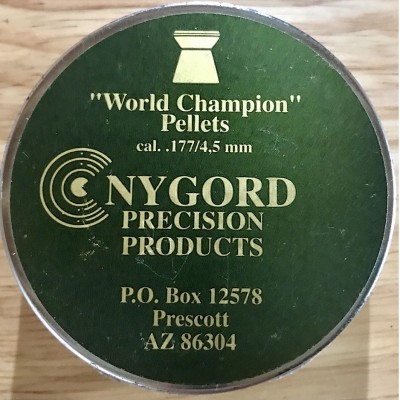 "World Champion"
Pellets
cal. .177/4,5 mm
NYGORD
PRECISION
PRODUCTS
P.O. Box 12578
Prescott
AZ 86304